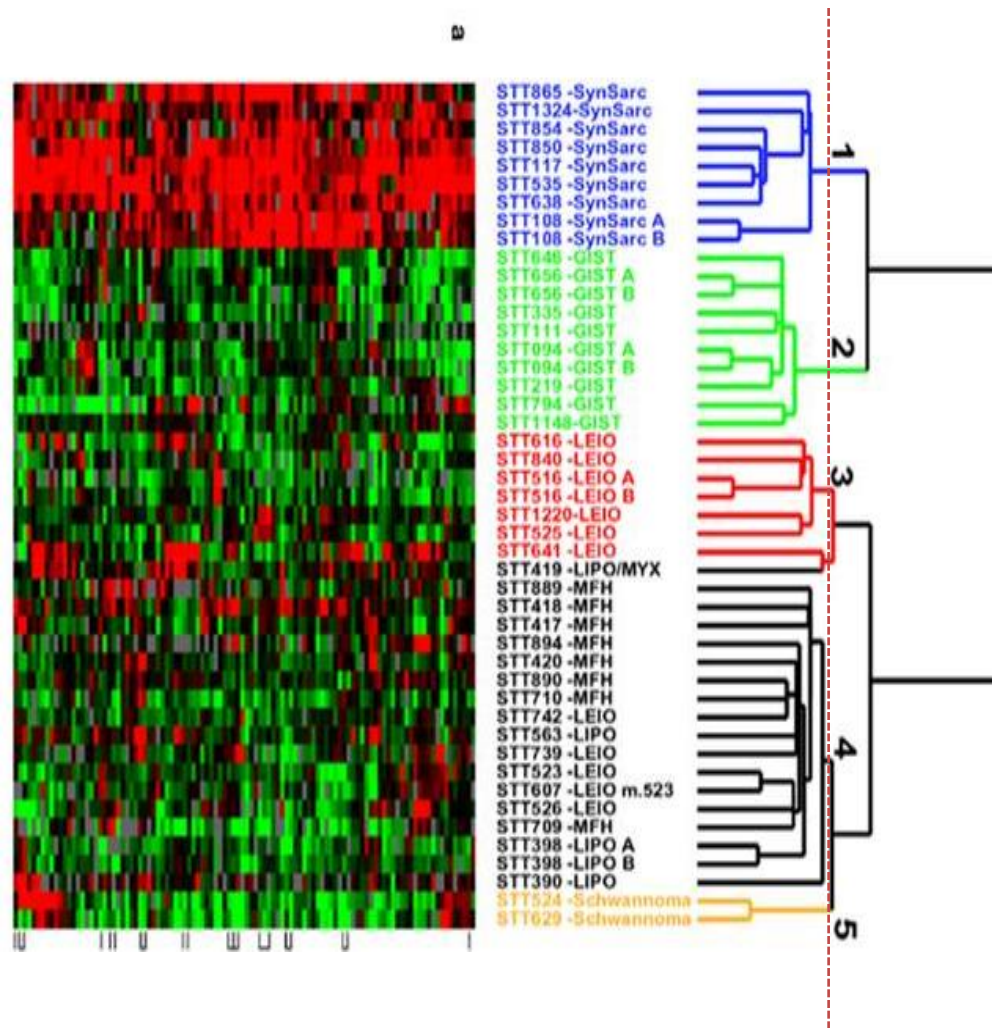 a
STT865 -SynSarc
STT1324-SynSarc
STT854 -SynSarc
STT850 -SynSarc
STT117 -SynSarc
STT535 -SynSarc
STT638 -SynSarc
STT108 -SynSarc A
STT108 -SynSarc B
STT646 -GIST
STT656 -GIST A
STT656 -GIST B
STT335 -GIST
STT111 -GIST
STT094 -GIST A
STT094 -GIST B
STT219 -GIST
STT794 -GIST
STT1148-GIST
STT616 -LEIO
STT840 -LEIO
STT516 -LEIO A
STT516 -LEIO B
STT1220-LEIO
STT525 -LEIO
STT641 -LEIO
STT419 -LIPO/MYX
STT889 -MFH
STT418 -MFH
STT417 -MFH
STT894 -MFH
STT420 -MFH
STT890 -MFH
STT710 -MFH
STT742 -LEIO
STT563 -LIPO
STT739 -LEIO
STT523 -LEIO
STT607 -LEIO m.523
STT526 -LEIO
STT709 -MFH
STT398 -LIPO A
STT398 -LIPO B
STT390 -LIPO
STT524 -Schwannoma
STT629 -Schwannoma
1
2
3
4
5